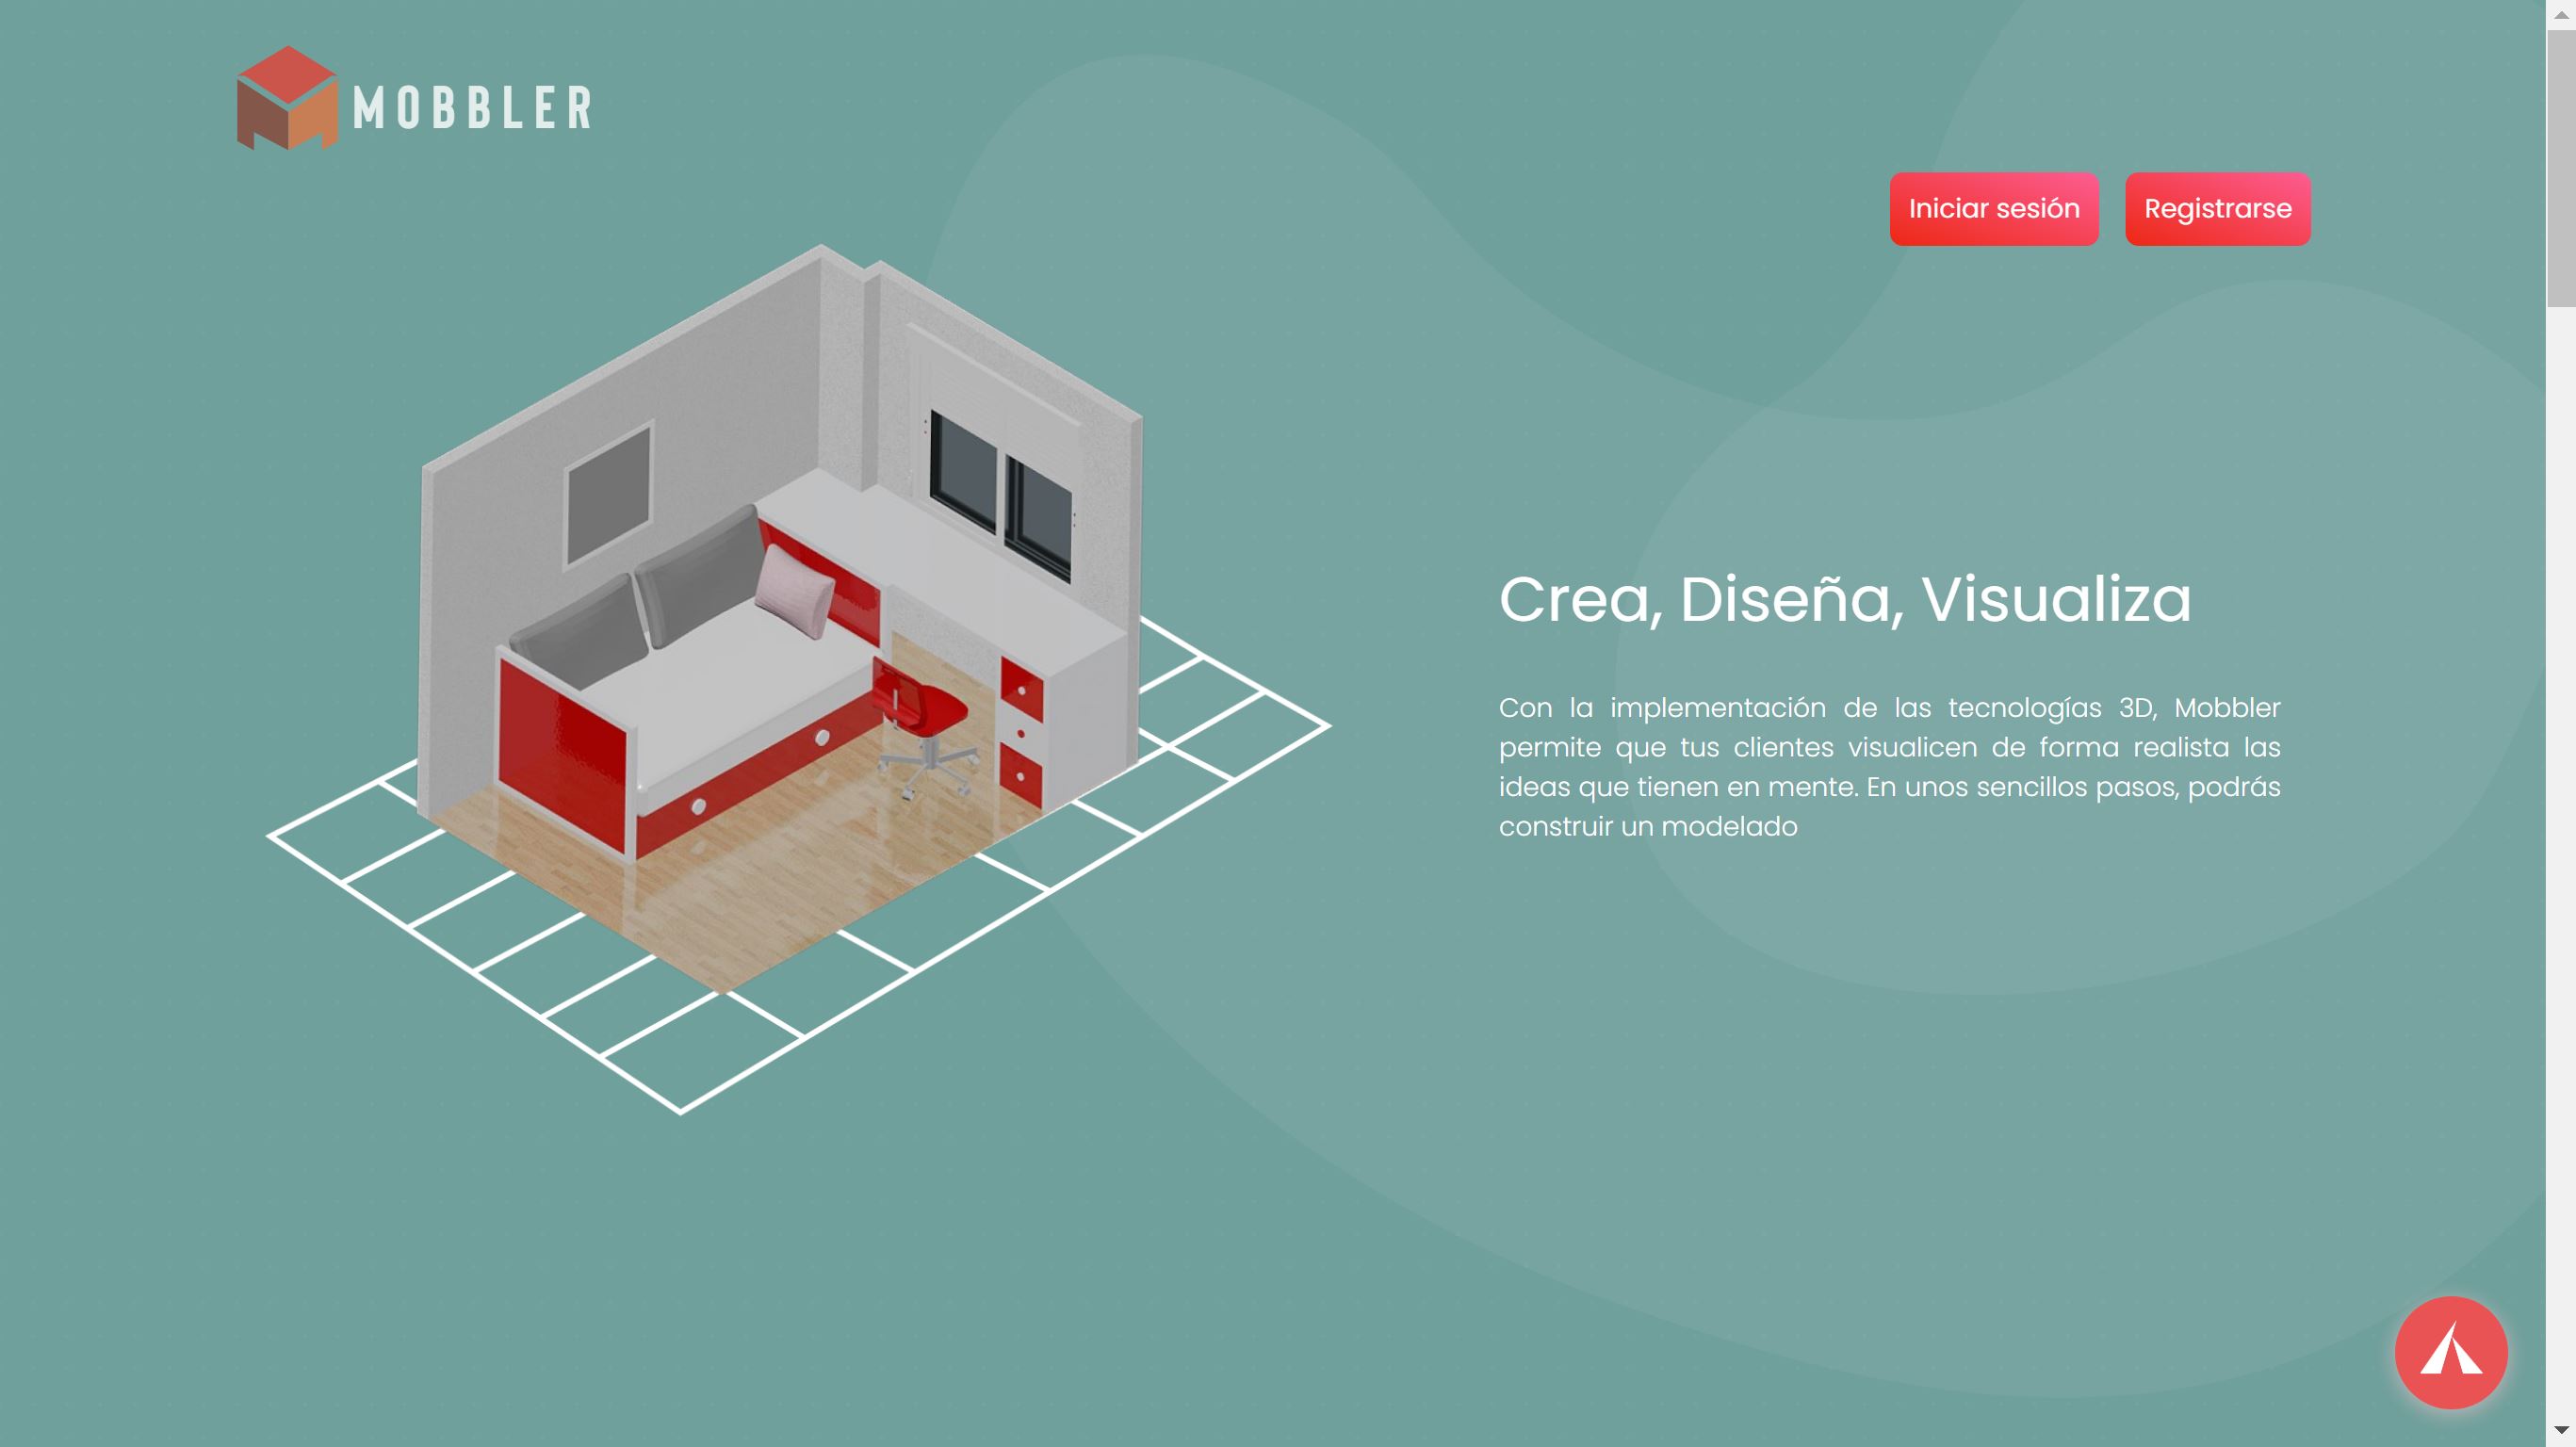 MOBBLER
Iniciar sesión
Registrarse
Crea, Diseña, Visualiza
Con la implementación de las tecnologías 3D, Mobbler
permite que tus clientes visualicen de forma realista las
ideas que tienen en mente. En unos sencillos pasos, podrás
construir un modelado